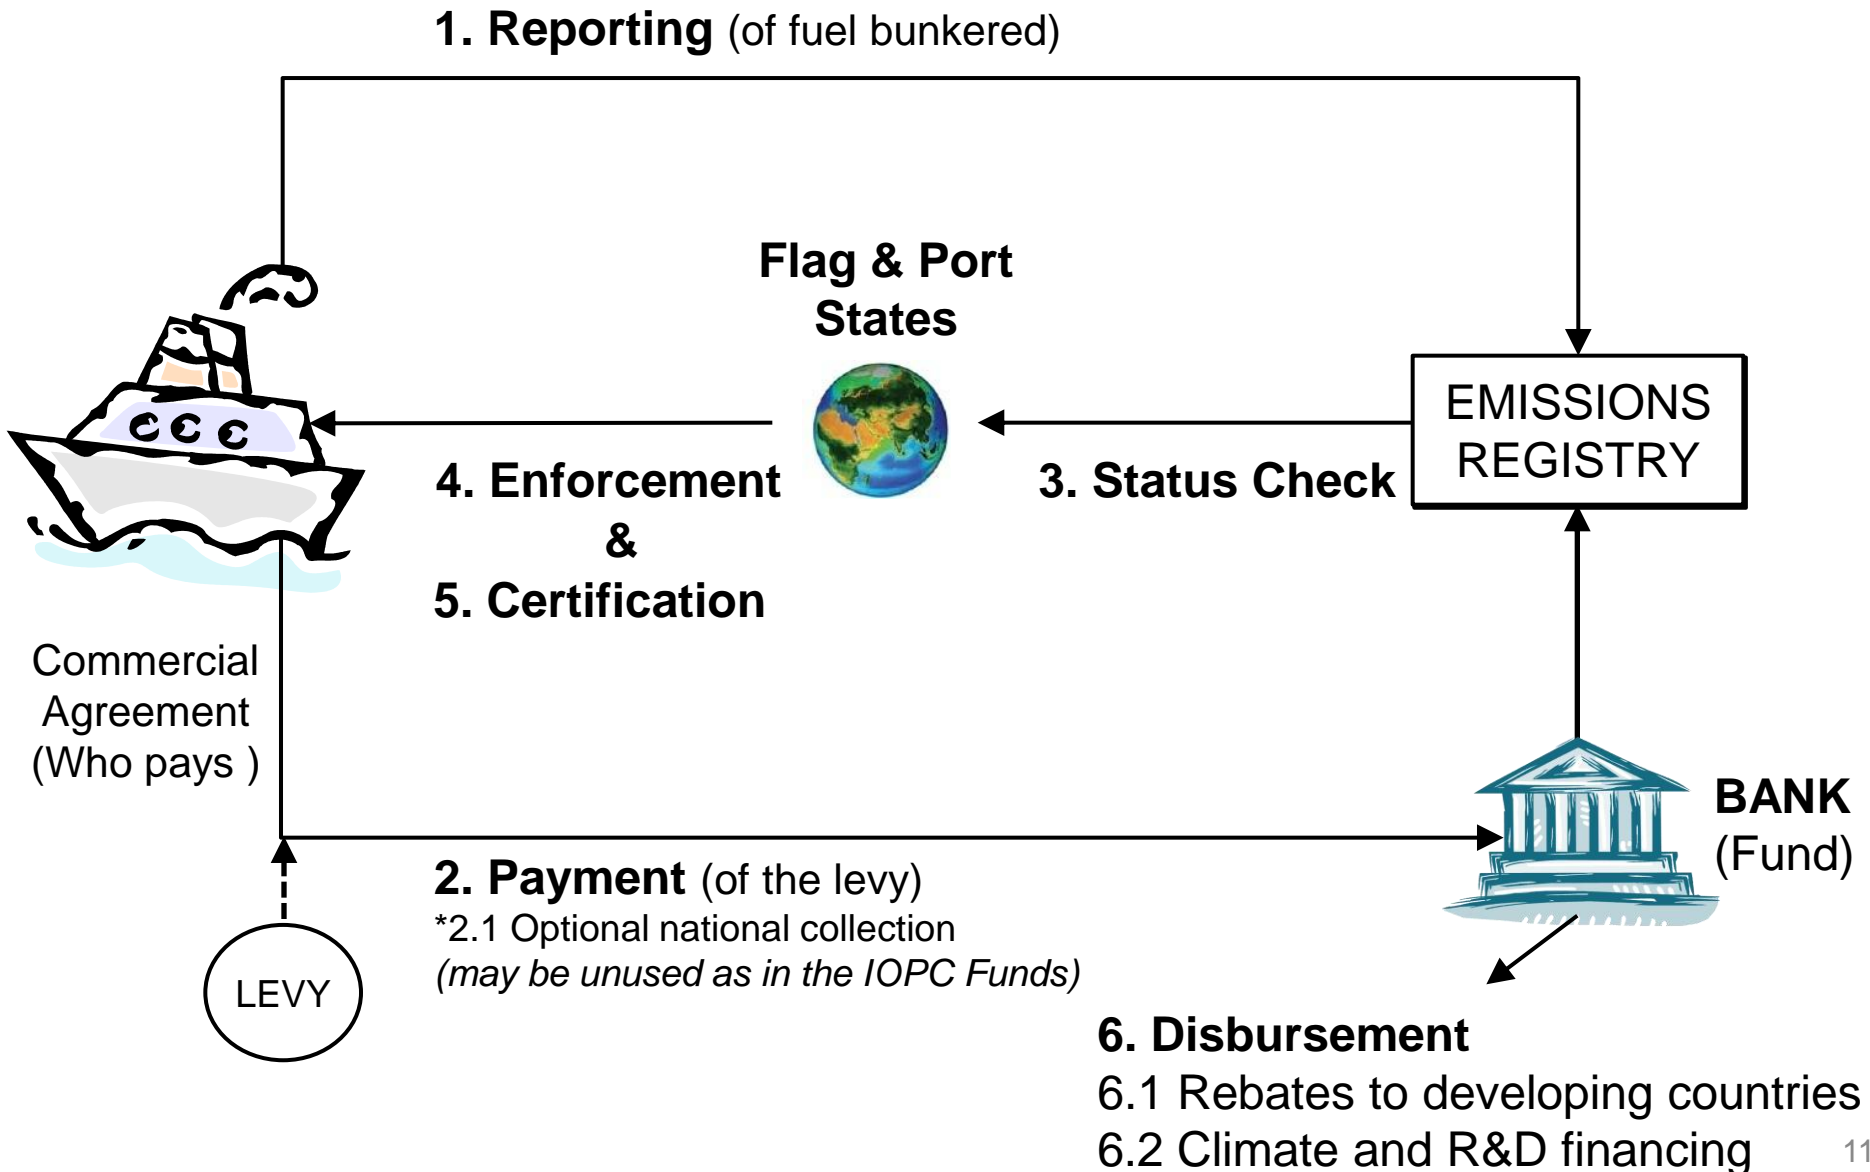 1. Reporting (of fuel bunkered)
Flag & Port
States
EMISSIONS
REGISTRY
4. Enforcement
&
5. Certification
3. Status Check
Commercial
Agreement
(Who pays )
BANK
(Fund)
2. Payment (of the levy)
*2.1 Optional national collection
(may be unused as in the IOPC Funds)
LEVY
6. Disbursement
6.1 Rebates to developing countries
6.2 Climate and R&D financing
11